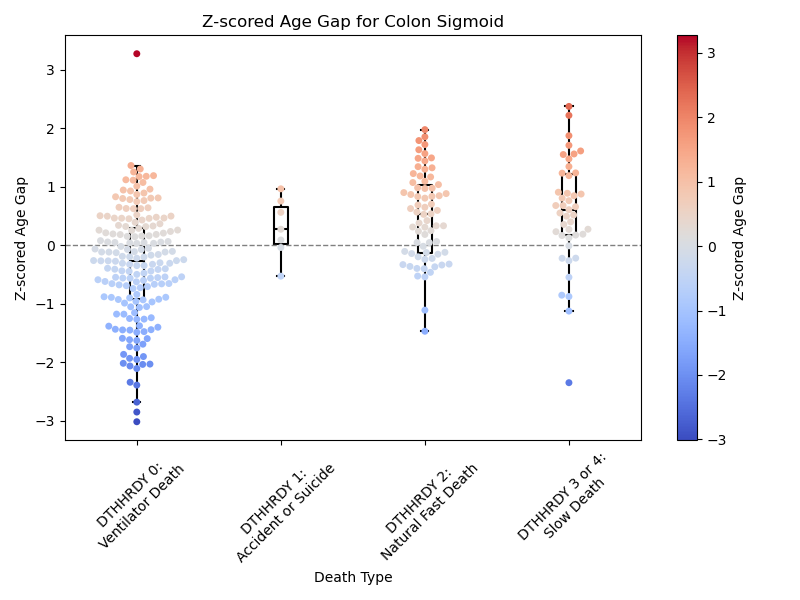 Z-scored Age Gap for Colon Sigmoid
Z-scored Age Gap
3
2
1
0
−1
−2
−3
DTHHRDY 0:
Ventilator Death
DTHHRDY 1:
Accident or Suicide
DTHHRDY 2:
Natural Fast Death
DTHHRDY 3 or 4:
Slow Death
Death Type
3
2
1
0
−1
−2
−3
Z-scored Age Gap